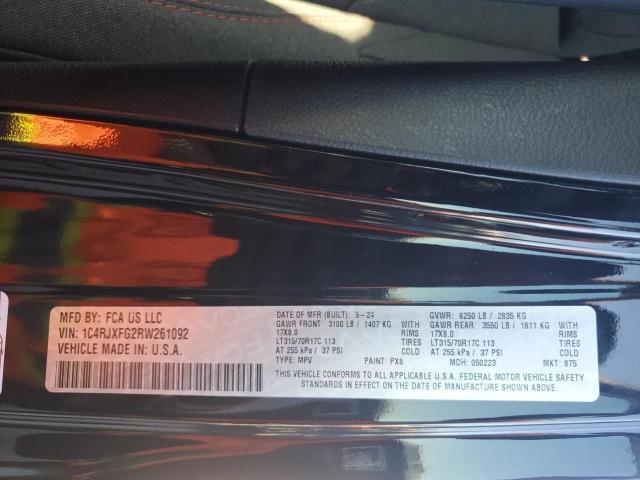 MFD BY: FCA US LLC
VIN: 1C4RJXFG2RW261092
VEHICLE MADE IN U.S.A.
DATE OF MFR (BUILT): 5-24 GVWR: 6250 LB / 2835 KG
GAWR FRONT: 3100 LB / 1407 KG WITH GAWR REAR: 3550 LB / 1611 KG WITH
17X8.0 RIMS 17X8.0 RIMS
LT315/70R17C 113 TIRES LT315/70R17C 113 TIRES
AT 255 kPa / 37 PSI COLD AT 255 kPa / 37 PSI COLD
TYPE: MPV PAINT: PX8 MDH: 050223 MKT: 875
THIS VEHICLE CONFORMS TO ALL APPLICABLE U.S.A. FEDERAL MOTOR VEHICLE SAFETY
STANDARDS IN EFFECT ON THE DATE OF MANUFACTURE SHOWN ABOVE.